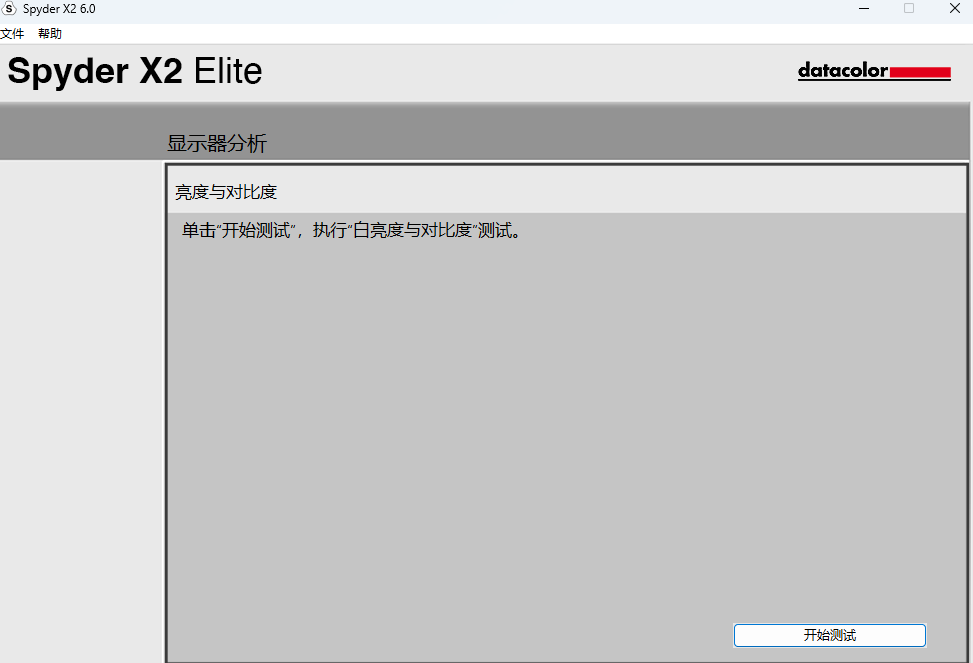 Spyder X2 6.0
文件 帮助
Spyder X2 Elite
datacolor
显示器分析
亮度与对比度
单击“开始测试”，执行“白亮度与对比度”测试。
开始测试